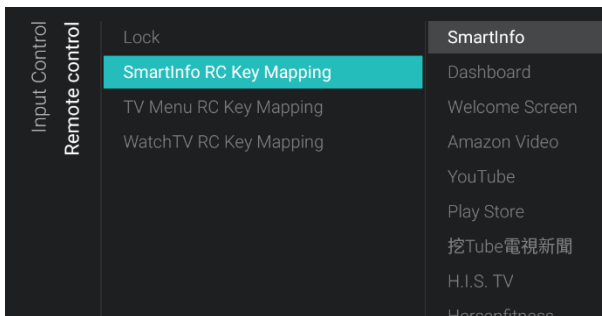 Input Control
Remote control
Lock
SmartInfo RC Key Mapping
TV Menu RC Key Mapping
WatchTV RC Key Mapping
SmartInfo
Dashboard
Welcome Screen
Amazon Video
YouTube
Play Store
挖Tube電視新聞
H.I.S. TV